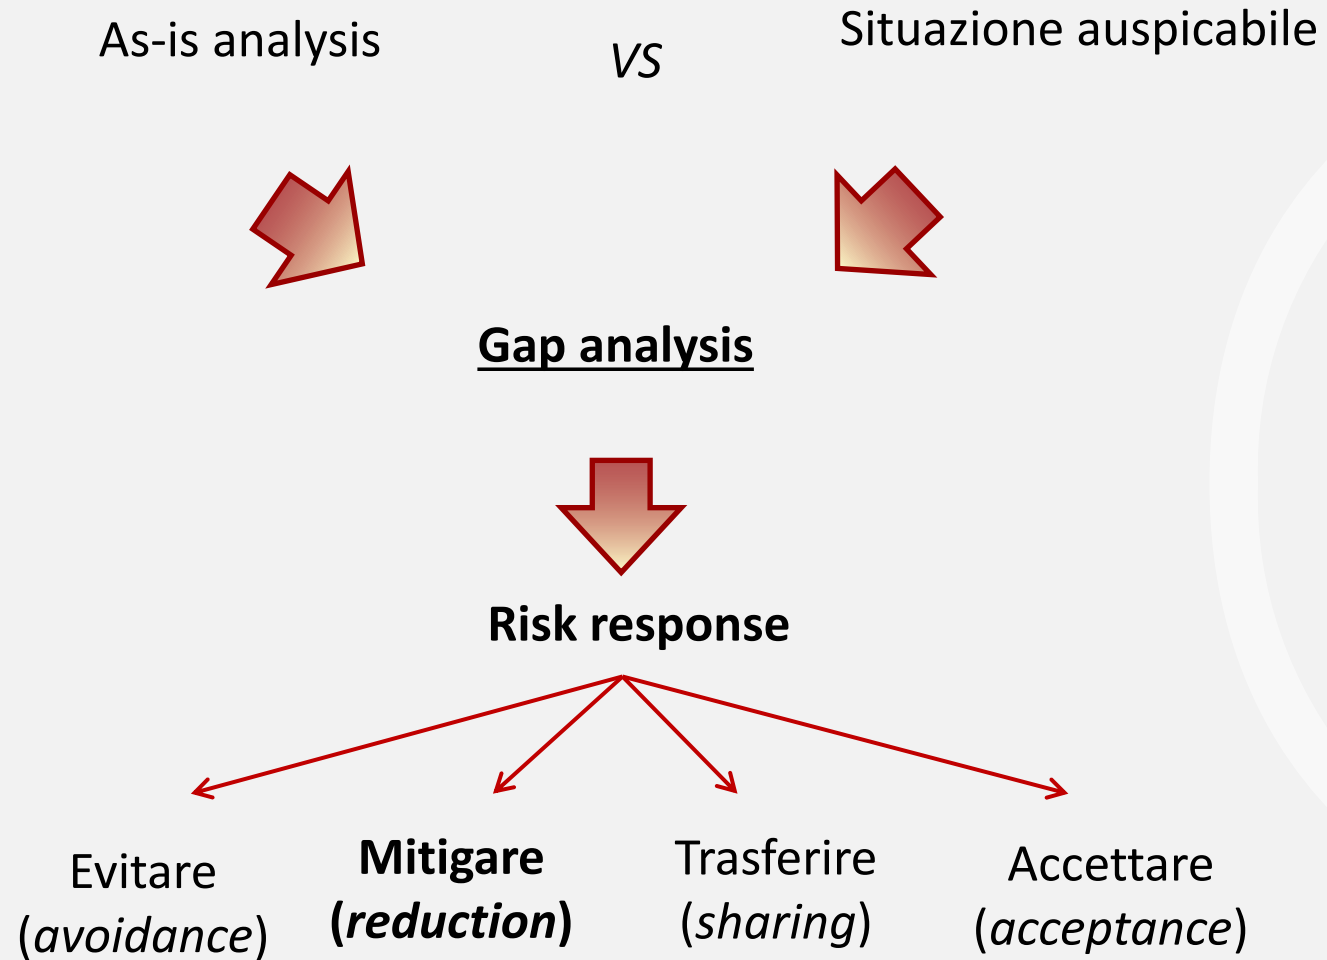 As-is analysis
VS
Situazione auspicabile
Gap analysis
Risk response
Evitare
(avoidance)
Mitigare
(reduction)
Trasferire
(sharing)
Accettare
(acceptance)